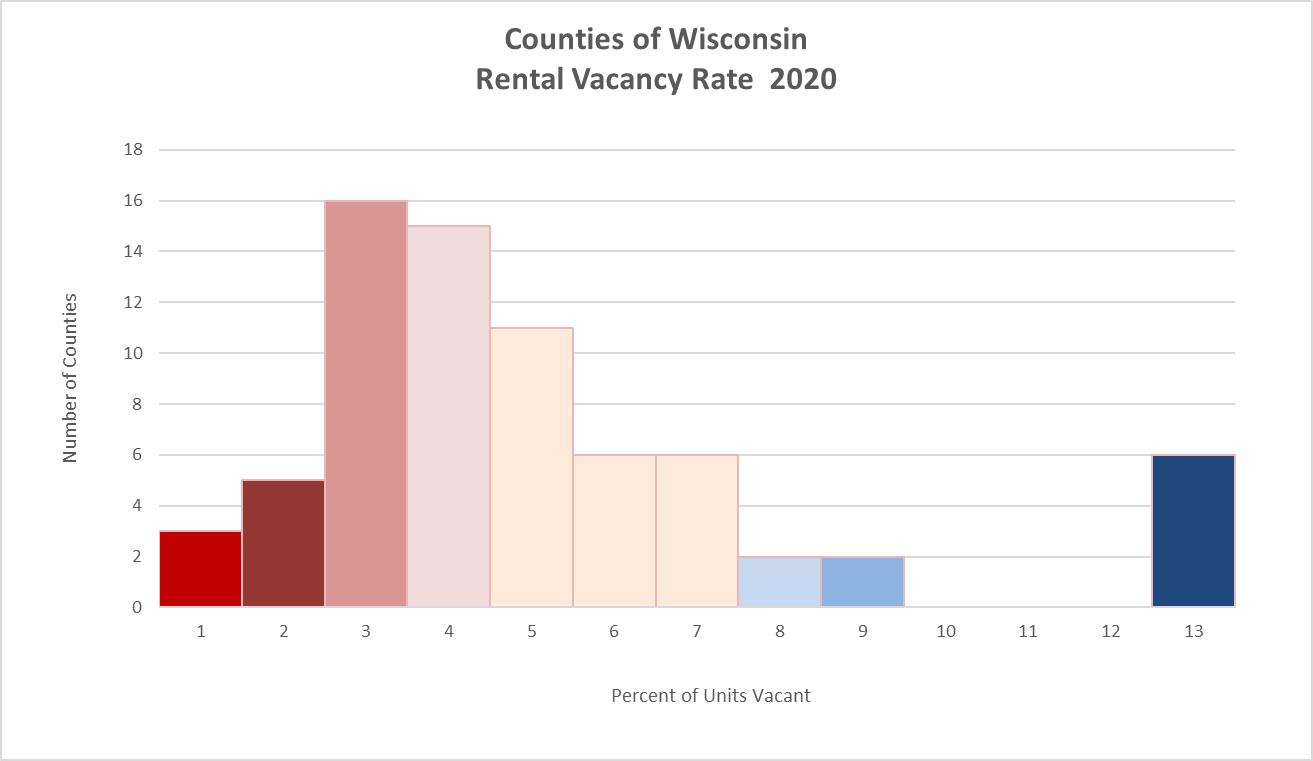 Counties of Wisconsin
Rental Vacancy Rate  2020
18
16
14
12
10
8
6
4
2
0
Number of Counties
1 2 3 4 5 6 7 8 9 10 11 12 13
Percent of Units Vacant